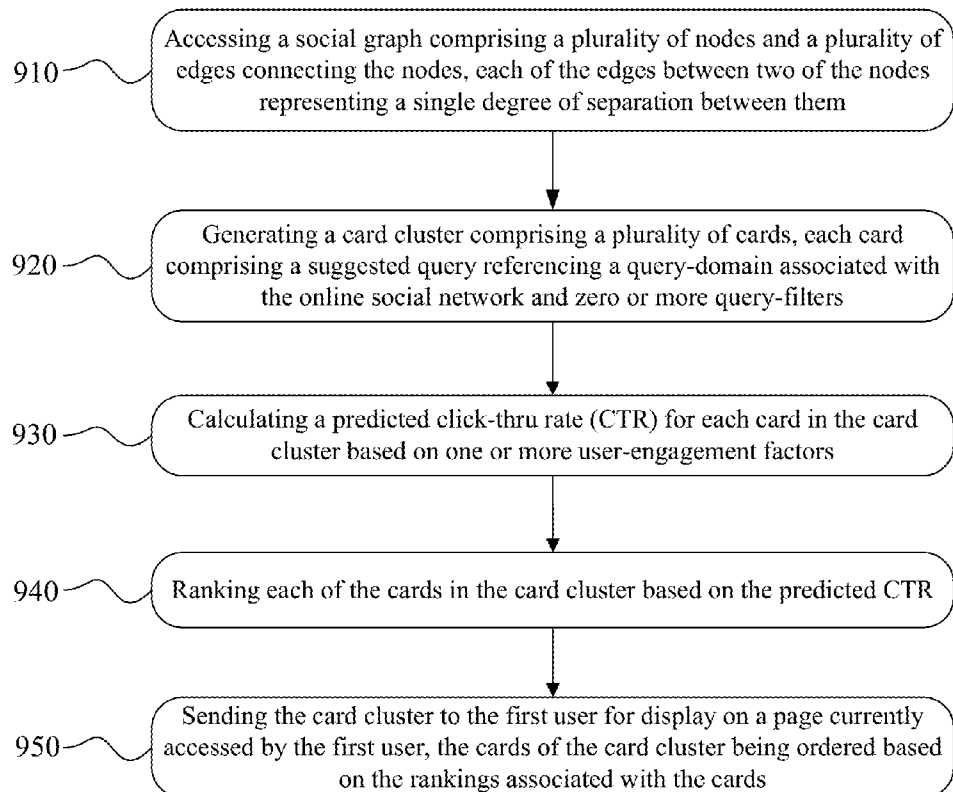 910
Accessing a social graph comprising a plurality of nodes and a plurality of
edges connecting the nodes, each of the edges between two of the nodes
representing a single degree of separation between them
920
Generating a card cluster comprising a plurality of cards, each card
comprising a suggested query referencing a query-domain associated with
the online social network and zero or more query-filters
930
Calculating a predicted click-thru rate (CTR) for each card in the card
cluster based on one or more user-engagement factors
940
Ranking each of the cards in the card cluster based on the predicted CTR
950
Sending the card cluster to the first user for display on a page currently
accessed by the first user, the cards of the card cluster being ordered based
on the rankings associated with the cards